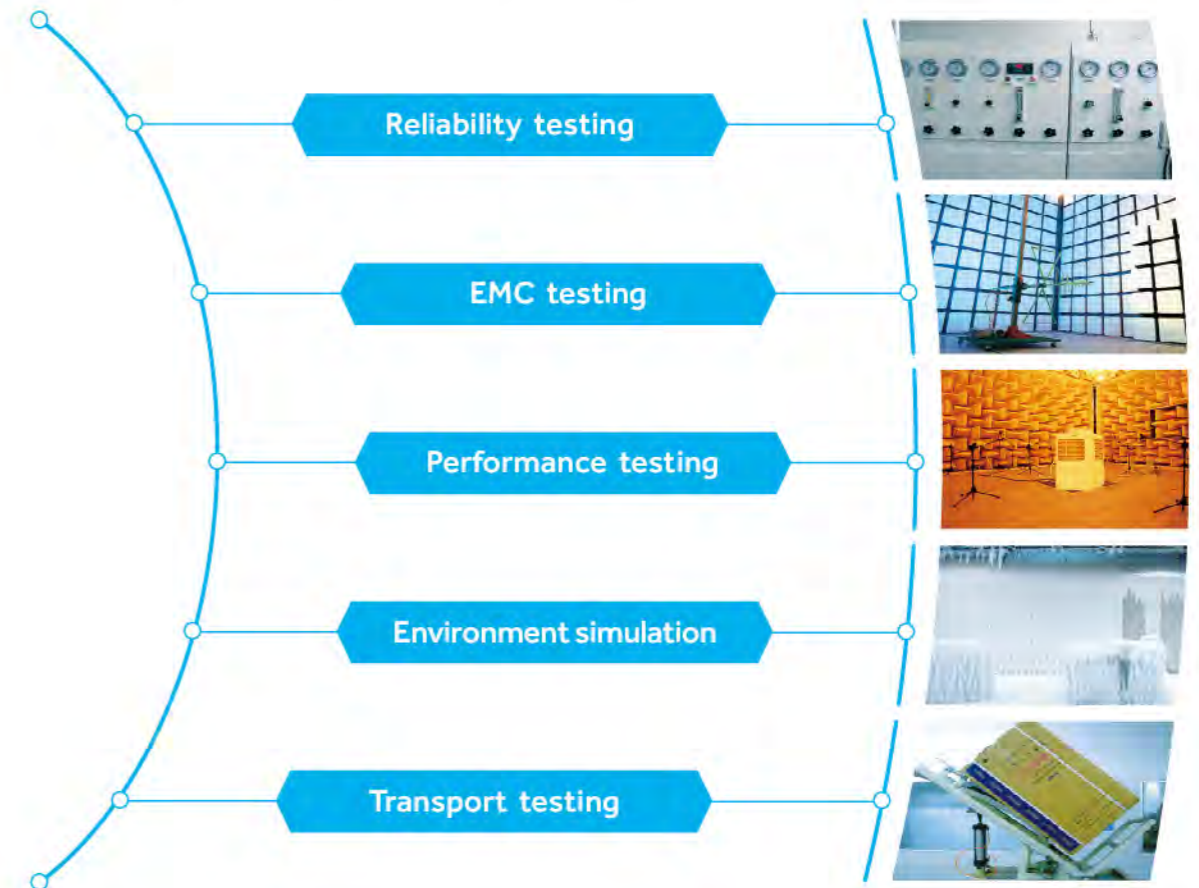 Reliability testing
EMC testing
Performance testing
Environment simulation
Transport testing